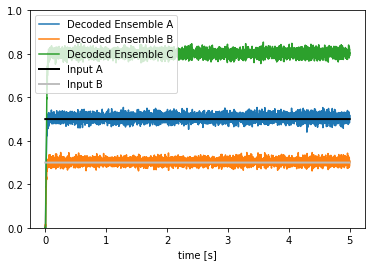 1.0
0.8
0.6
0.4
0.2
0.0
Decoded Ensemble A
Decoded Ensemble B
Decoded Ensemble C
Input A
Input B
0 1 2 3 4 5
time [s]